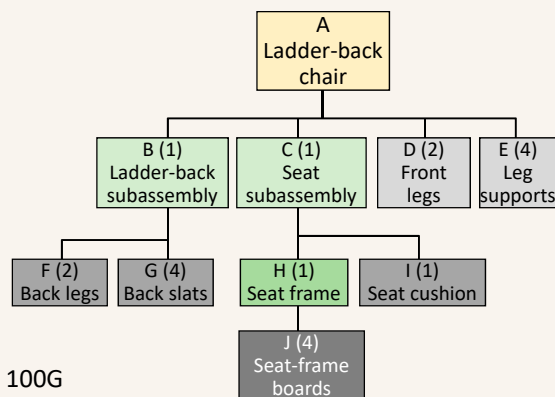 A
Ladder-back
chair
B (1)
Ladder-back
subassembly
C (1)
Seat
subassembly
D (2)
Front
legs
E (4)
Leg
supports
F (2)
Back legs
G (4)
Back slats
H (1)
Seat frame
I (1)
Seat cushion
J (4)
Seat-frame
boards
100G